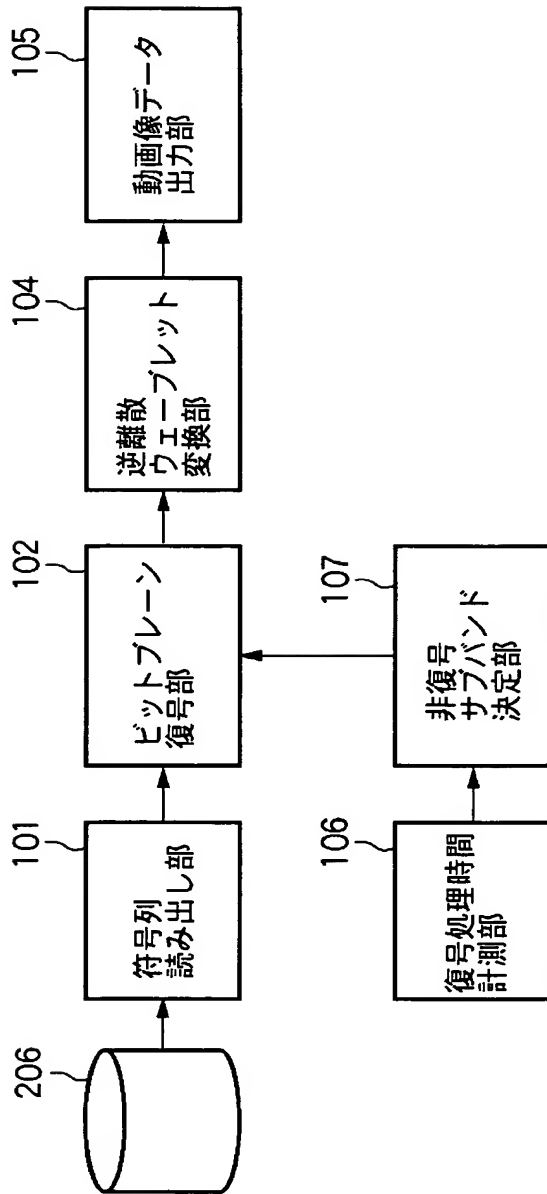 206
101
符号列
読み出し部
102
ビットプレーン
復号部
104
逆離散
ウェーブレット
変換部
105
動画像データ
出力部
106
復号処理時間
計測部
107
非復号
サブバンド
決定部